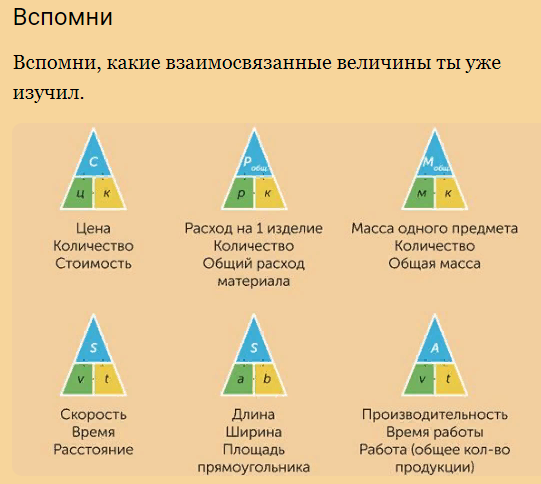 Вспомни
Вспомни, какие взаимосвязанные величины ты уже
изучил.
С
ц · к
Цена
Количество
Стоимость
Р общ.
р · к
Расход на 1 изделие
Количество
Общий расход
материала
М общ.
м · к
Масса одного предмета
Количество
Общая масса
S
v · t
Скорость
Время
Расстояние
S
a · b
Длина
Ширина
Площадь
прямоугольника
A
v · t
Производительность
Время работы
Работа (общее кол-во
продукции)